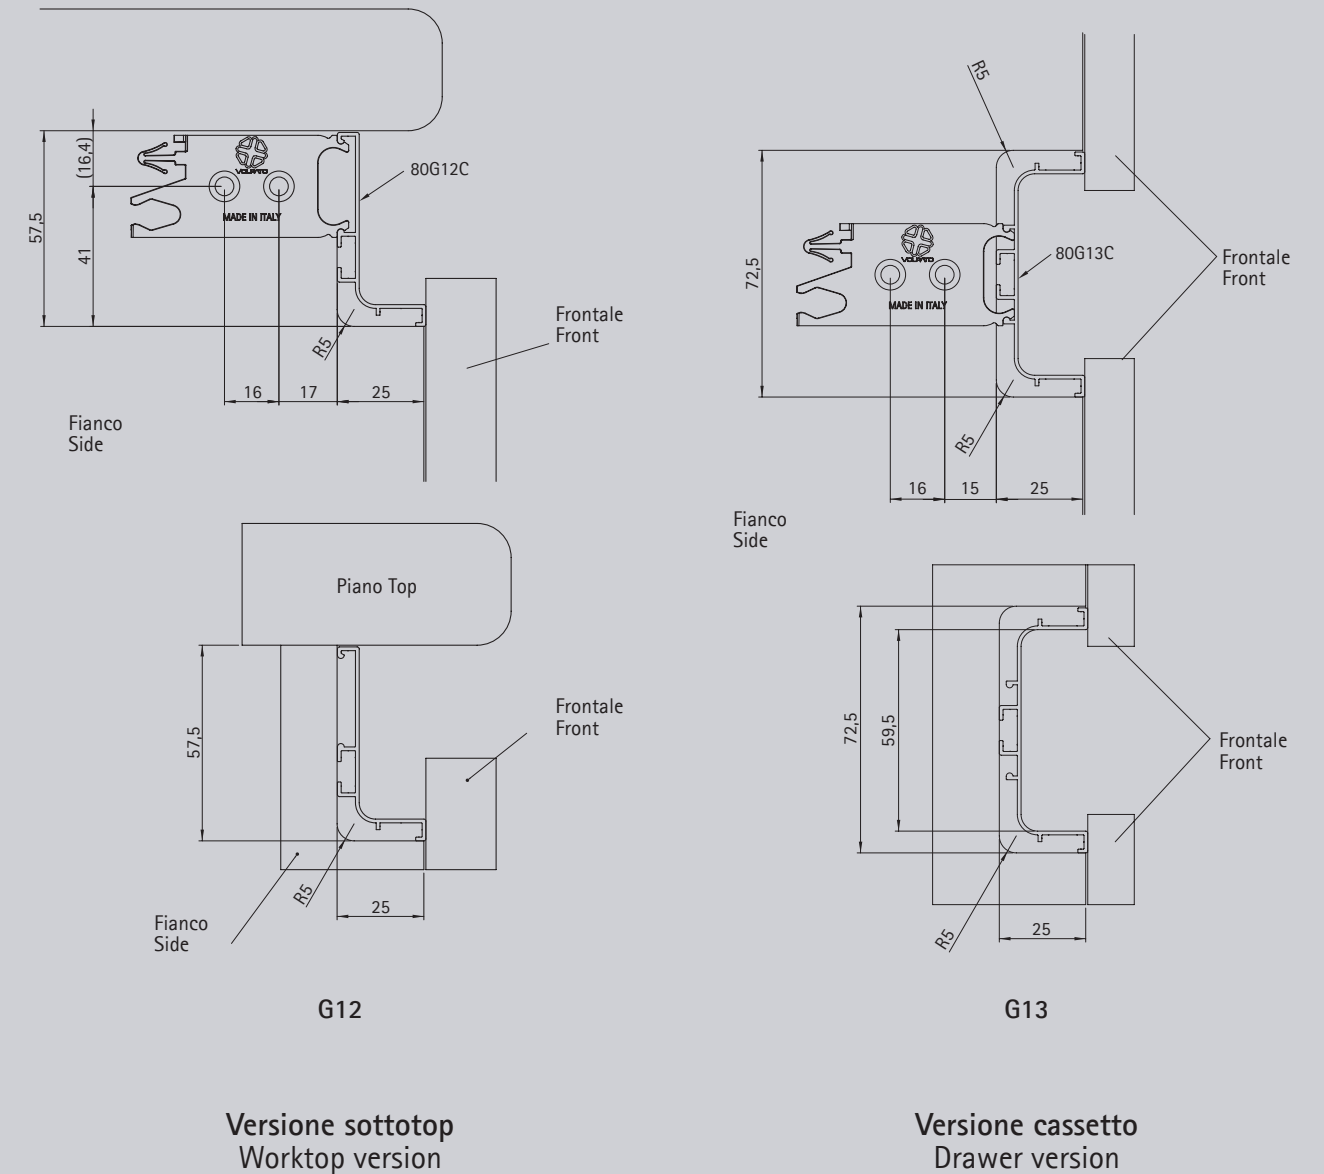 (16,4)
57,5
41
VOLPATO
MADE IN ITALY
80G12C
R5
16
17
25
Frontale
Front
Fianco
Side
Piano Top
57,5
R5
25
Frontale
Front
Fianco
Side
G12
Versione sottotop
Worktop version
R5
72,5
VOLPATO
MADE IN ITALY
80G13C
Frontale
Front
R5
16
15
25
Fianco
Side
72,5
59,5
R5
25
Frontale
Front
G13
Versione cassetto
Drawer version